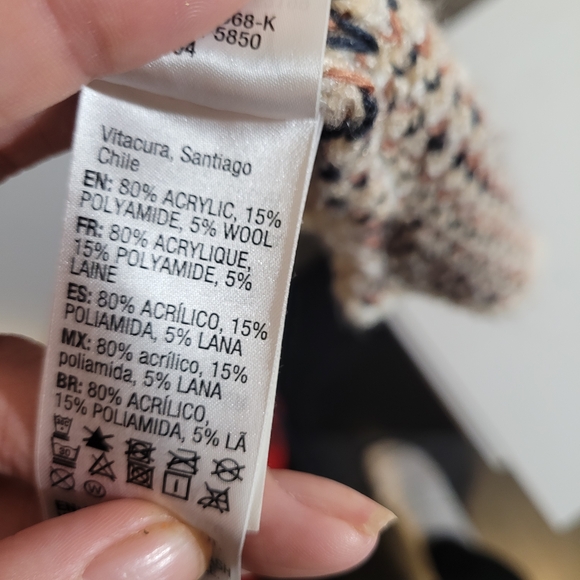 68-K
5850
Vitacura, Santiago
Chile
EN: 80% ACRYLIC, 15%
POLYAMIDE, 5% WOOL
FR: 80% ACRYLIQUE,
15% POLYAMIDE, 5%
LAINE
ES: 80% ACRÍLICO, 15%
POLIAMIDA, 5% LANA
MX: 80% acrílico, 15%
poliamida, 5% LANA
BR: 80% ACRÍLICO,
15% POLIAMIDA, 5% LÃ